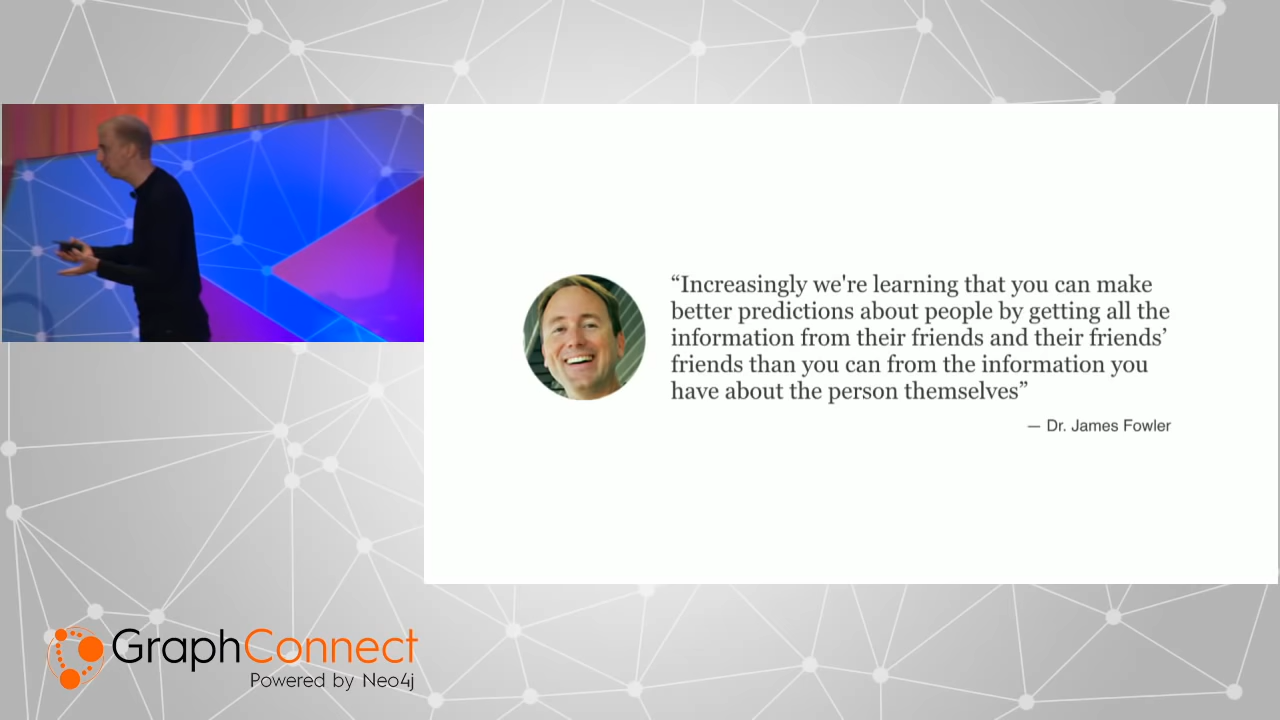 “Increasingly we're learning that you can make
better predictions about people by getting all the
information from their friends and their friends’
friends than you can from the information you
have about the person themselves”
— Dr. James Fowler
GraphConnect
Powered by Neo4j